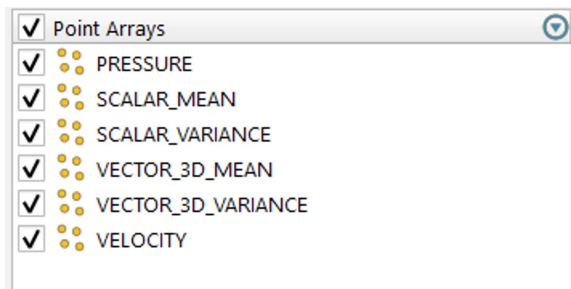 Point Arrays
PRESSURE
SCALAR_MEAN
SCALAR_VARIANCE
VECTOR_3D_MEAN
VECTOR_3D_VARIANCE
VELOCITY